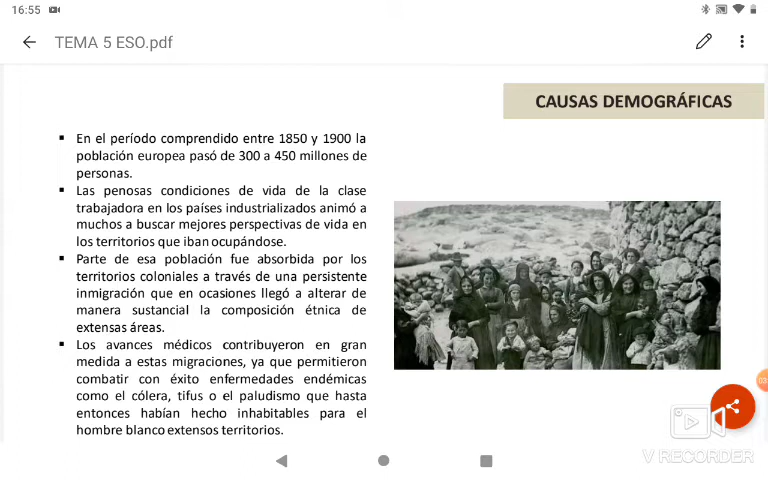 16:55
TEMA 5 ESO.pdf
CAUSAS DEMOGRÁFICAS
▪ En el período comprendido entre 1850 y 1900 la
población europea pasó de 300 a 450 millones de
personas.
▪ Las penosas condiciones de vida de la clase
trabajadora en los países industrializados animó a
muchos a buscar mejores perspectivas de vida en
los territorios que iban ocupándose.
▪ Parte de esa población fue absorbida por los
territorios coloniales a través de una persistente
inmigración que en ocasiones llegó a alterar de
manera sustancial la composición étnica de
extensas áreas.
▪ Los avances médicos contribuyeron en gran
medida a estas migraciones, ya que permitieron
combatir con éxito enfermedades endémicas
como el cólera, tifus o el paludismo que hasta
entonces habían hecho inhabitables para el
hombre blanco extensos territorios.
V RECORDER